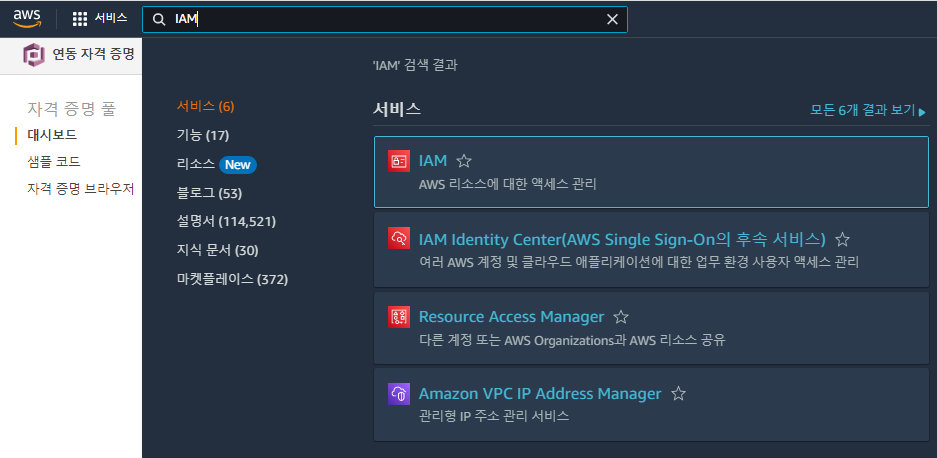 aws
서비스
IAM
연동 자격 증명
자격 증명 풀
대시보드
샘플 코드
자격 증명 브라우저
'IAM' 검색 결과
서비스 (6)
기능 (17)
리소스 New
블로그 (53)
설명서 (114,521)
지식 문서 (30)
마켓플레이스 (372)
서비스
모든 6개 결과 보기
IAM
AWS 리소스에 대한 액세스 관리
IAM Identity Center(AWS Single Sign-On의 후속 서비스)
여러 AWS 계정 및 클라우드 애플리케이션에 대한 업무 환경 사용자 액세스 관리
Resource Access Manager
다른 계정 또는 AWS Organizations과 AWS 리소스 공유
Amazon VPC IP Address Manager
관리형 IP 주소 관리 서비스